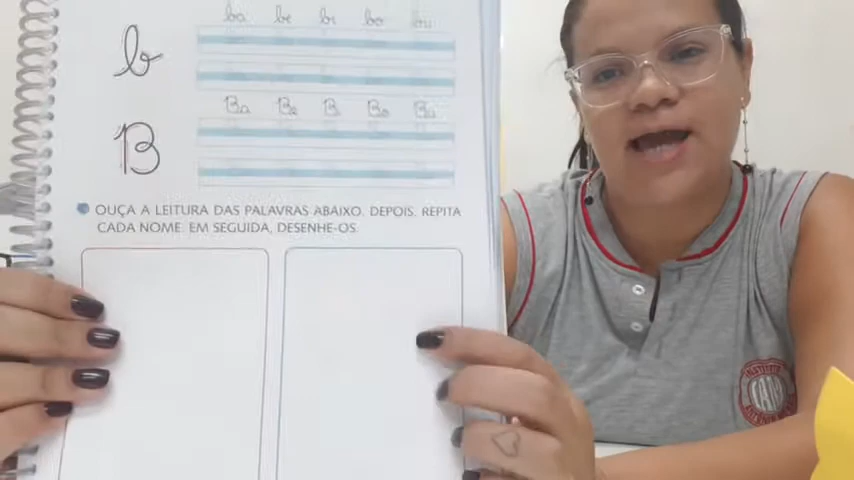 ba be bi bo bu
b
Ba Be Bi Bo Bu
B
OUÇA A LEITURA DAS PALAVRAS ABAIXO. DEPOIS, REPITA
CADA NOME. EM SEGUIDA, DESENHE-OS.
INSTITUTO